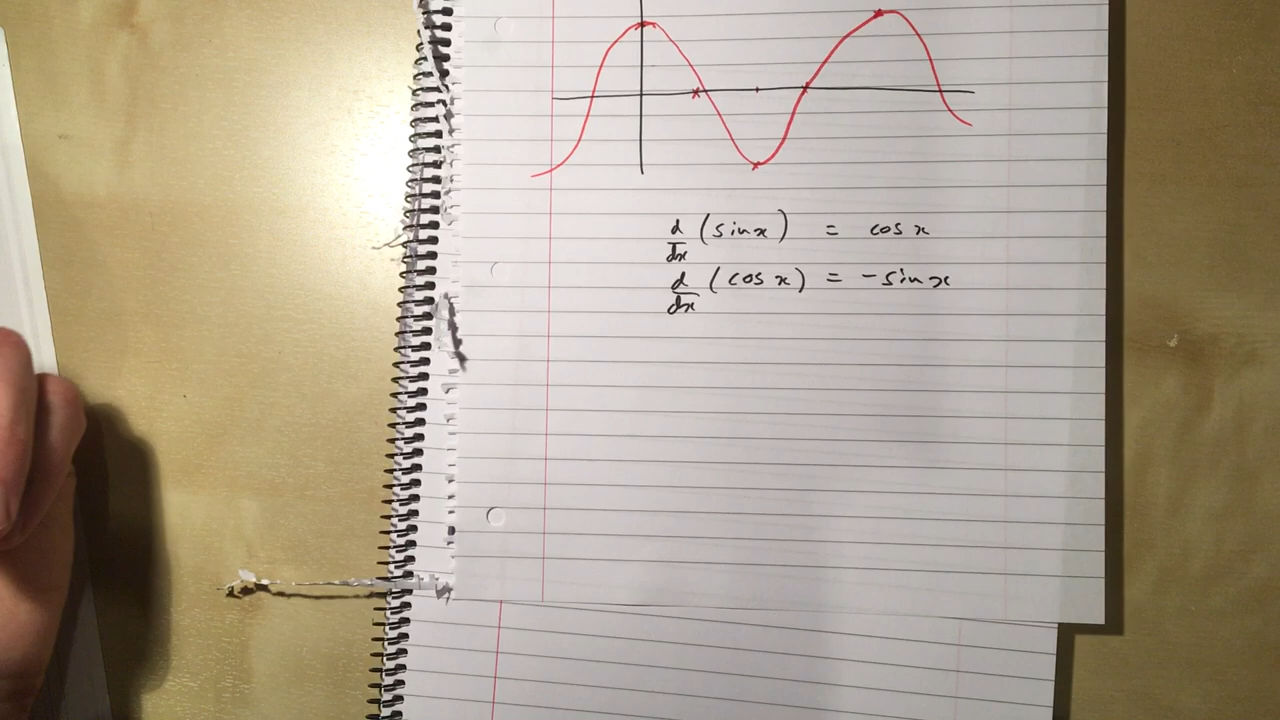 d/dx (sin x) = cos x
d/dx (cos x) = -sin x